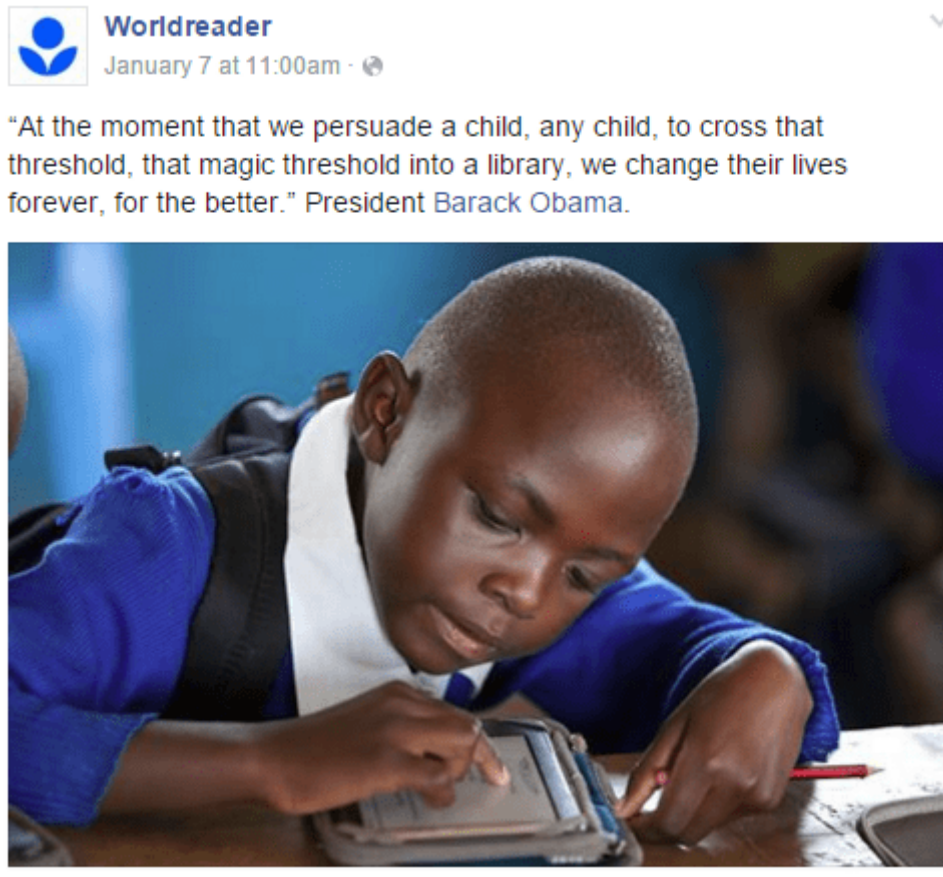 Worldreader
January 7 at 11:00am ·
“At the moment that we persuade a child, any child, to cross that
threshold, that magic threshold into a library, we change their lives
forever, for the better.” President Barack Obama.